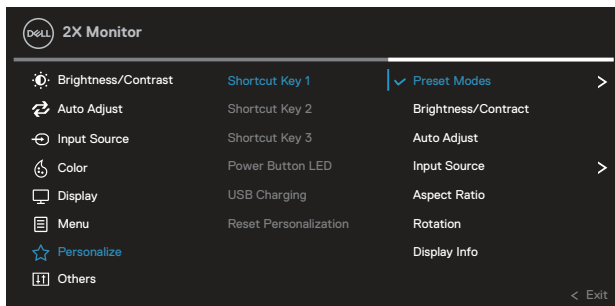 DELL 2X Monitor
Brightness/Contrast Shortcut Key 1 Preset Modes >
Auto Adjust Shortcut Key 2 Brightness/Contract
Input Source Shortcut Key 3 Auto Adjust
Color Power Button LED Input Source >
Display USB Charging Aspect Ratio
Menu Reset Personalization Rotation
Personalize Display Info
Others
< Exit